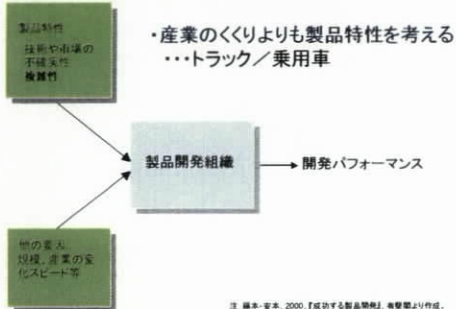 製品特性
技術や市場の
不確実性
複雑性
・産業のくくりよりも製品特性を考える
・・・トラック/乗用車
製品開発組織
開発パフォーマンス
他の要因
規模、産業の変
化スピード等
注 藤本・安本, 2000, 『成功する製品開発』, 有斐閣より作成。